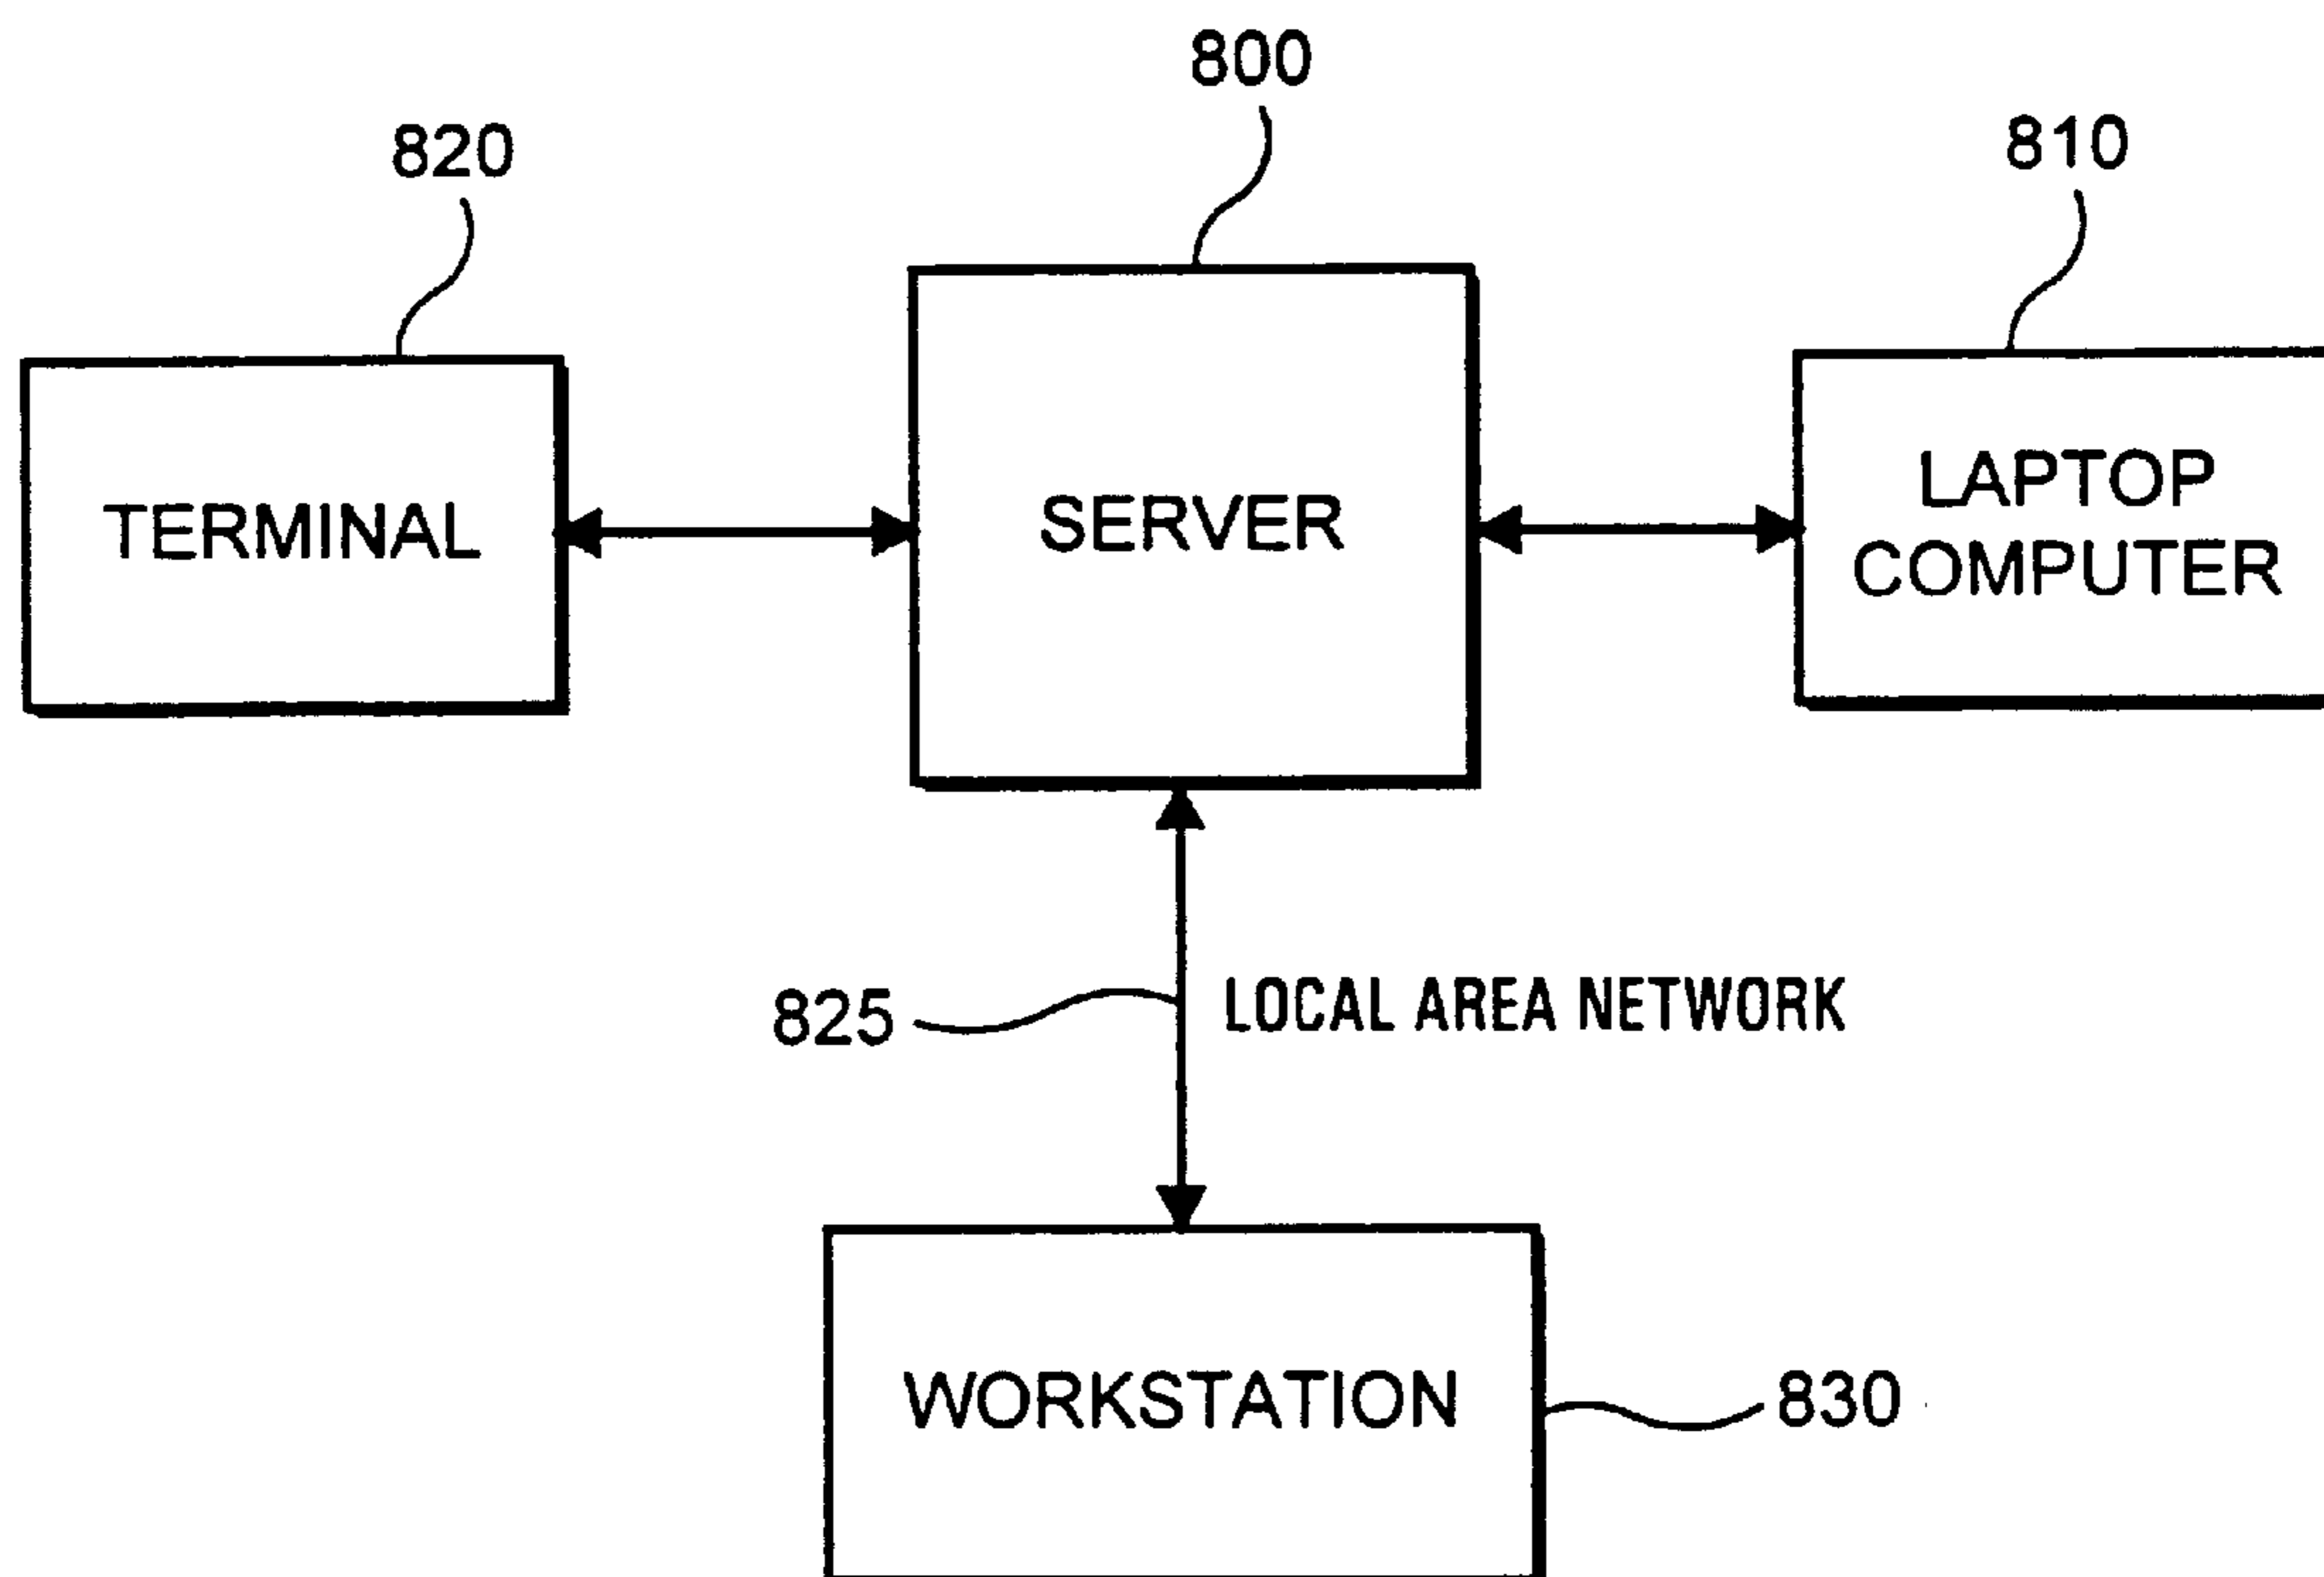 800
820
810
TERMINAL
SERVER
LAPTOP
COMPUTER
825
LOCAL AREA NETWORK
WORKSTATION
830